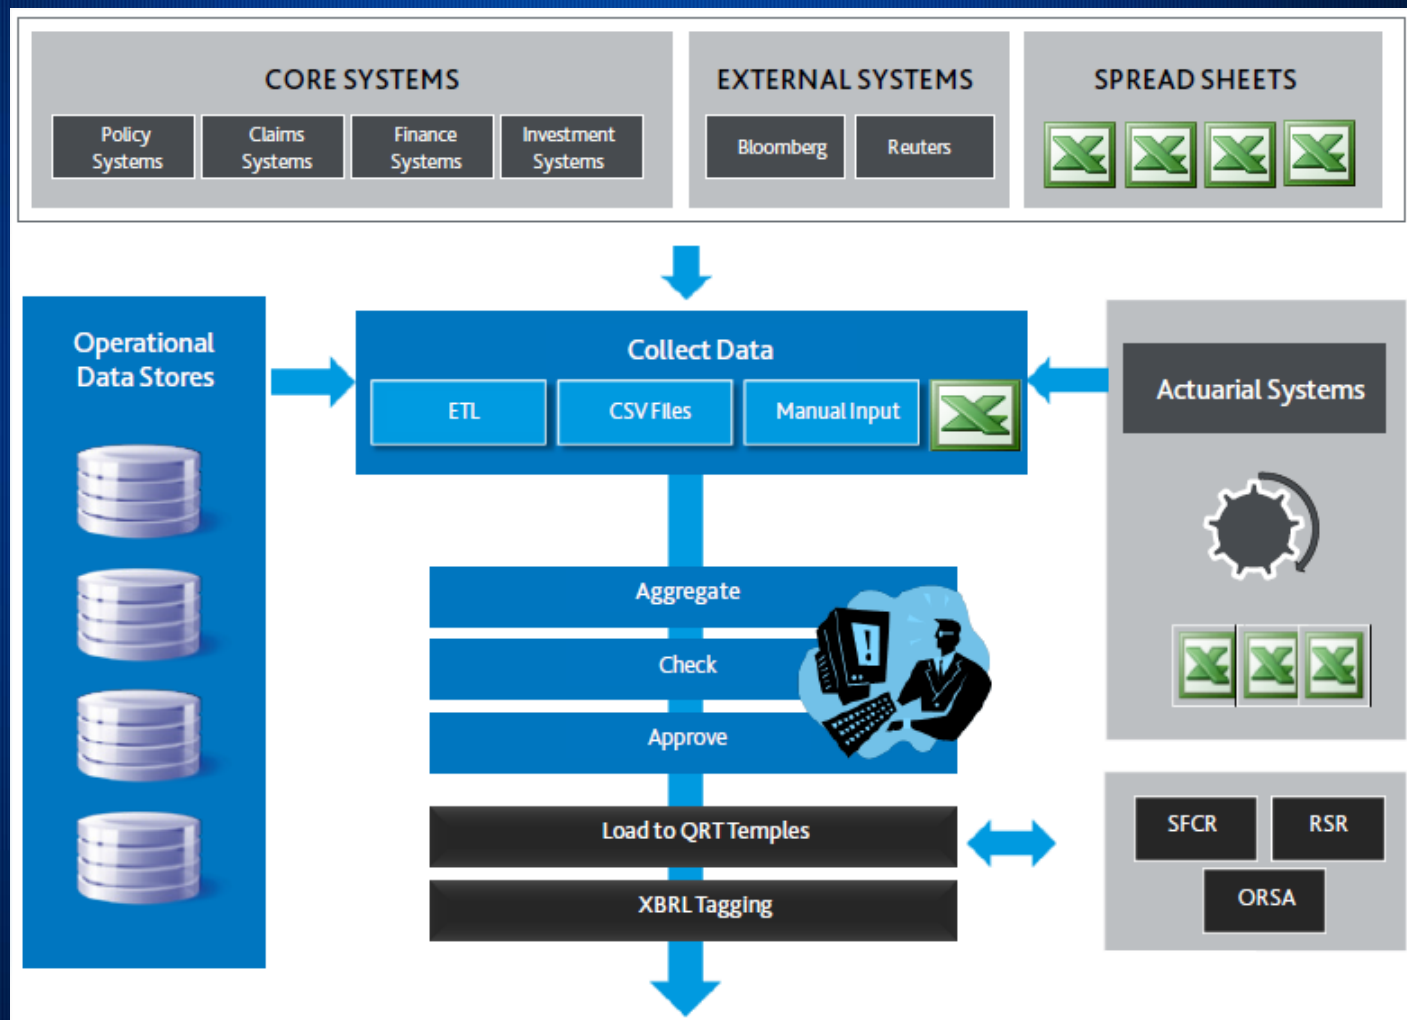 CORE SYSTEMS
Policy
Systems
Claims
Systems
Finance
Systems
Investment
Systems
EXTERNAL SYSTEMS
Bloomberg
Reuters
SPREAD SHEETS
Operational
Data Stores
Collect Data
ETL
CSV Files
Manual Input
Actuarial Systems
Aggregate
Check
Approve
Load to QRT Temples
XBRL Tagging
SFCR
RSR
ORSA